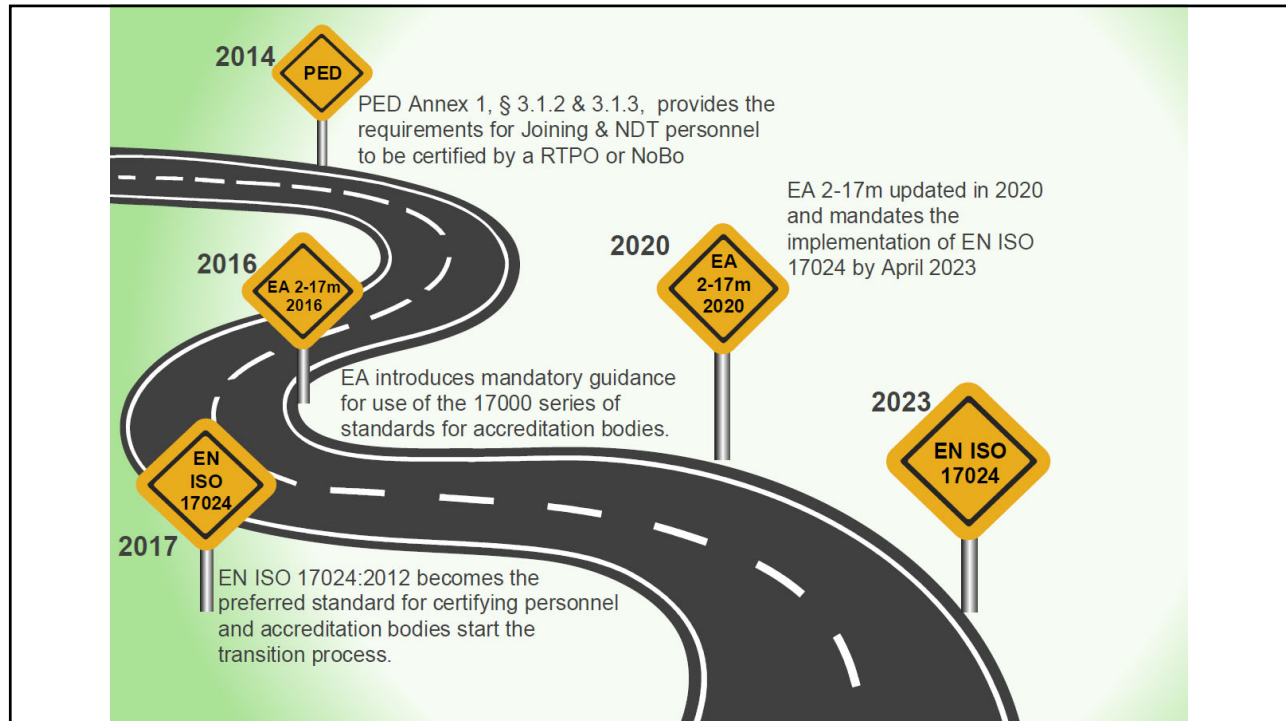 2014
PED
PED Annex 1, § 3.1.2 & 3.1.3, provides the
requirements for Joining & NDT personnel
to be certified by a RTPO or NoBo
2016
EA 2-17m
2016
EA introduces mandatory guidance
for use of the 17000 series of
standards for accreditation bodies.
EN
ISO
17024
2017
EN ISO 17024:2012 becomes the
preferred standard for certifying personnel
and accreditation bodies start the
transition process.
2020
EA
2-17m
2020
EA 2-17m updated in 2020
and mandates the
implementation of EN ISO
17024 by April 2023
2023
EN ISO
17024